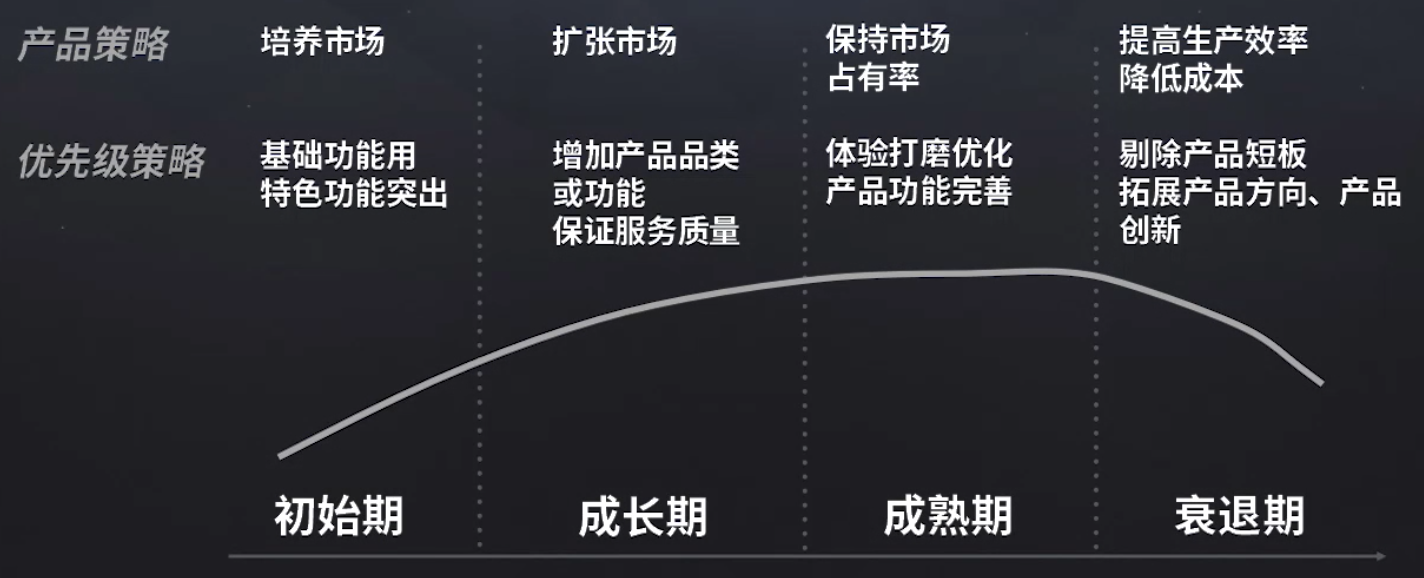 产品策略
培养市场
扩张市场
保持市场
占有率
提高生产效率
降低成本
优先级策略
基础功能用
特色功能突出
增加产品品类
或功能
保证服务质量
体验打磨优化
产品功能完善
剔除产品短板
拓展产品方向、产品
创新
初始期
成长期
成熟期
衰退期